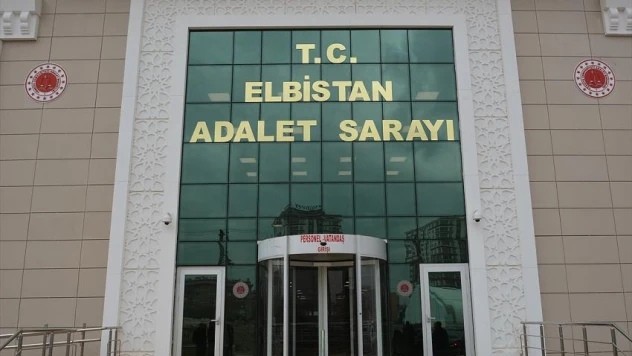 T.C.
ELBİSTAN
ADALET SARAYI
PERSONEL VATANDAŞ
GİRİŞİ